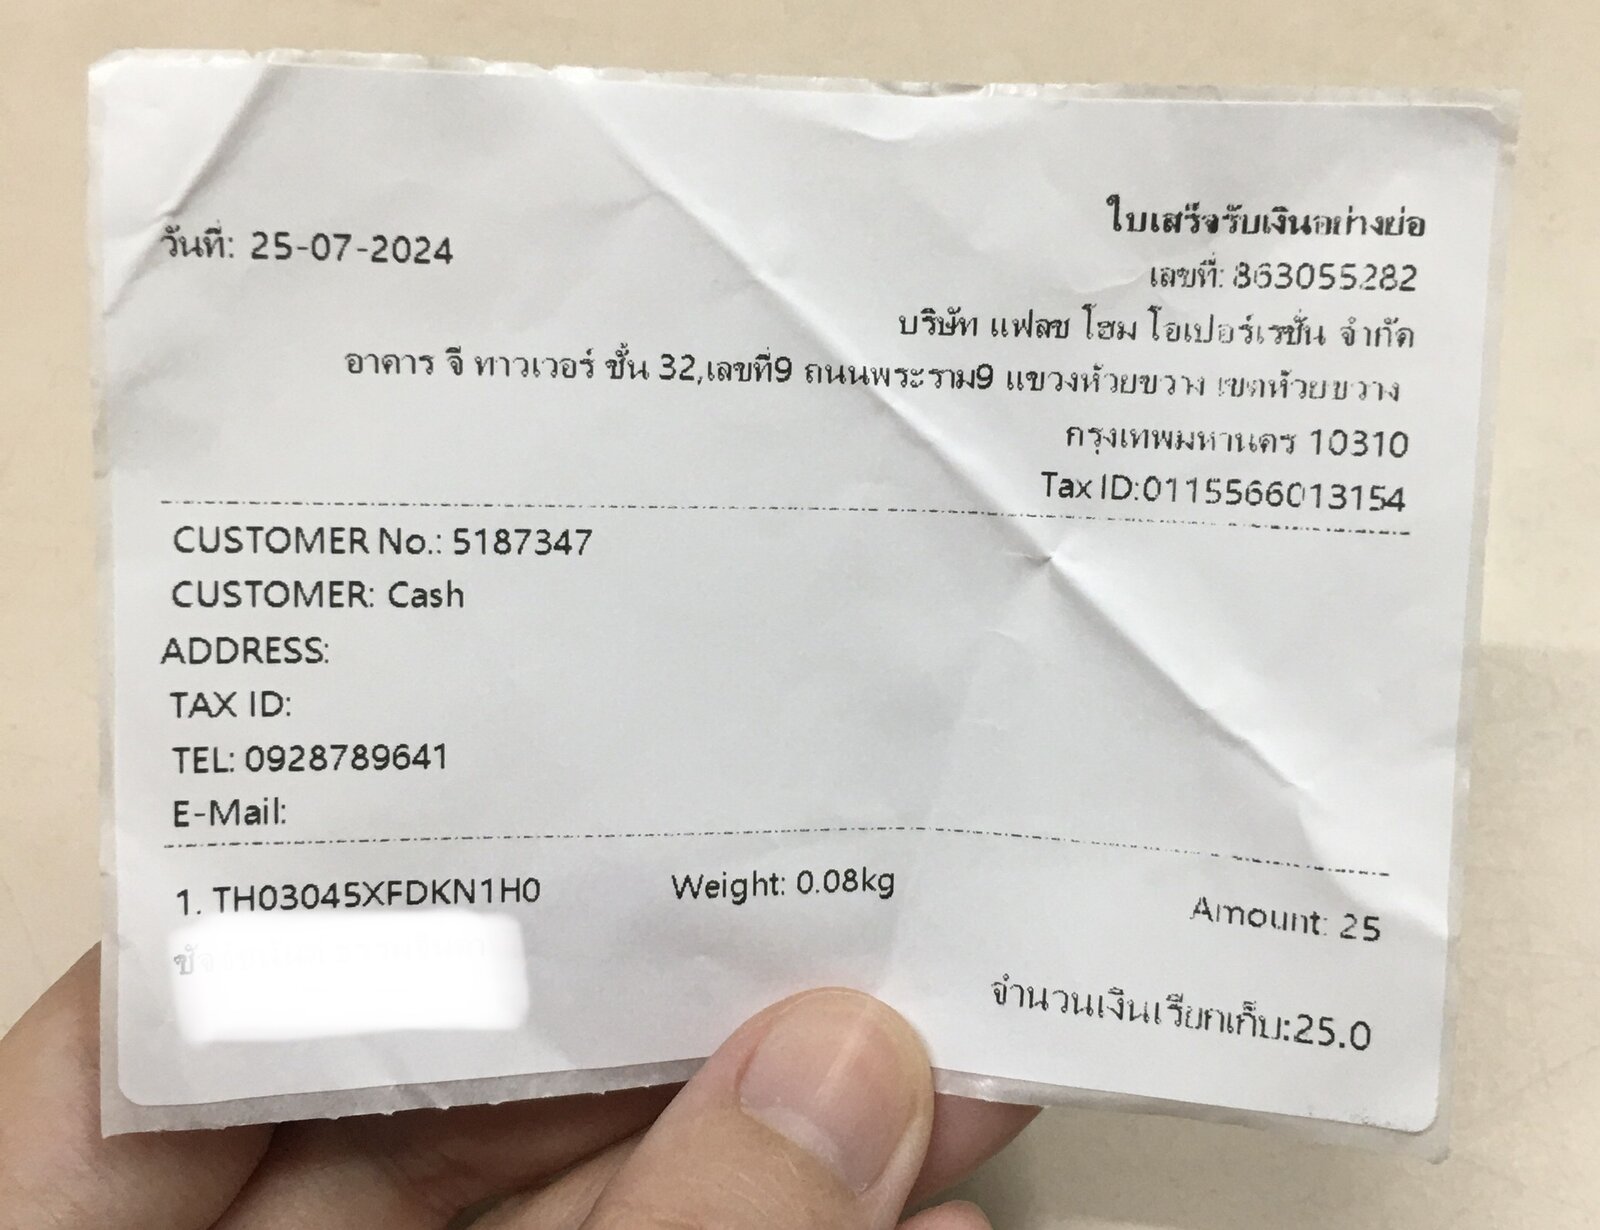 วันที่: 25-07-2024
ใบเสร็จรับเงินอย่างย่อ
เลขที่: 863055282
บริษัท แฟลช โฮม โอเปอร์เรชั่น จำกัด
อาคาร จี ทาวเวอร์ ชั้น 32,เลขที่9 ถนนพระราม9 แขวงห้วยขวาง เขตห้วยขวาง
กรุงเทพมหานคร 10310
Tax ID:0115566013154
CUSTOMER No.: 5187347
CUSTOMER: Cash
ADDRESS:
TAX ID:
TEL: 0928789641
E-Mail:
1. TH03045XFDKN1H0 Weight: 0.08kg Amount: 25
จำนวนเงินเรียกเก็บ:25.0